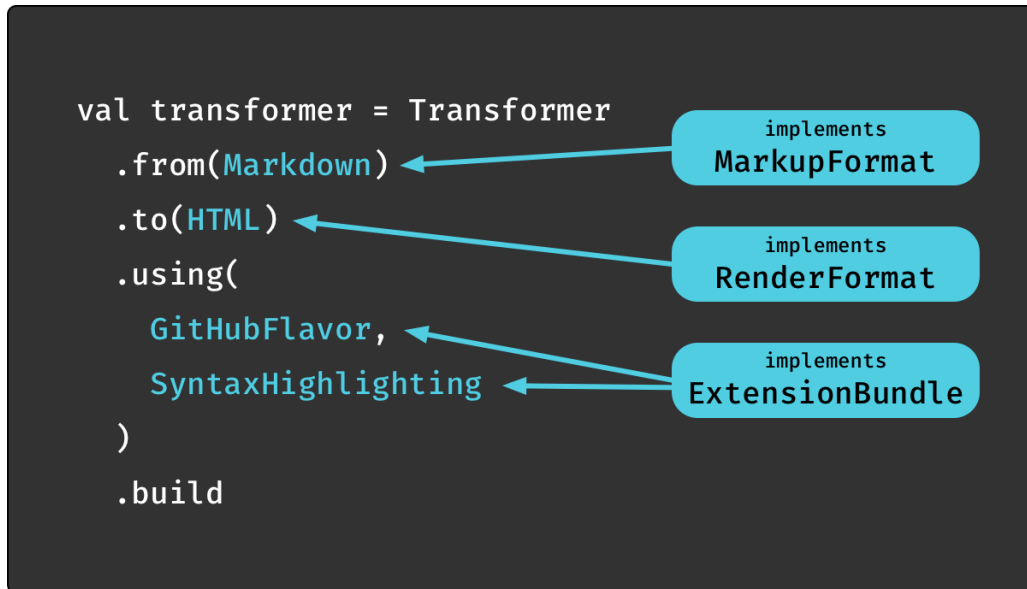 val transformer = Transformer
.from(Markdown)
.to(HTML)
.using(
GitHubFlavor,
SyntaxHighlighting
)
.build
implements
MarkupFormat
implements
RenderFormat
implements
ExtensionBundle